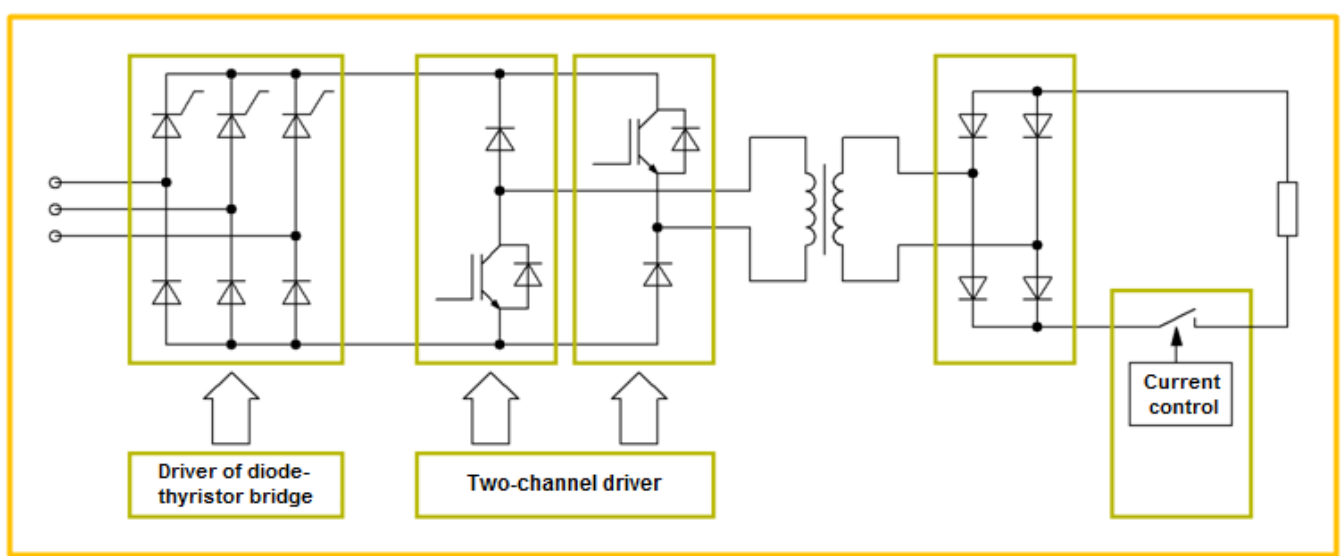 Current
control
Driver of diode-
thyristor bridge
Two-channel driver